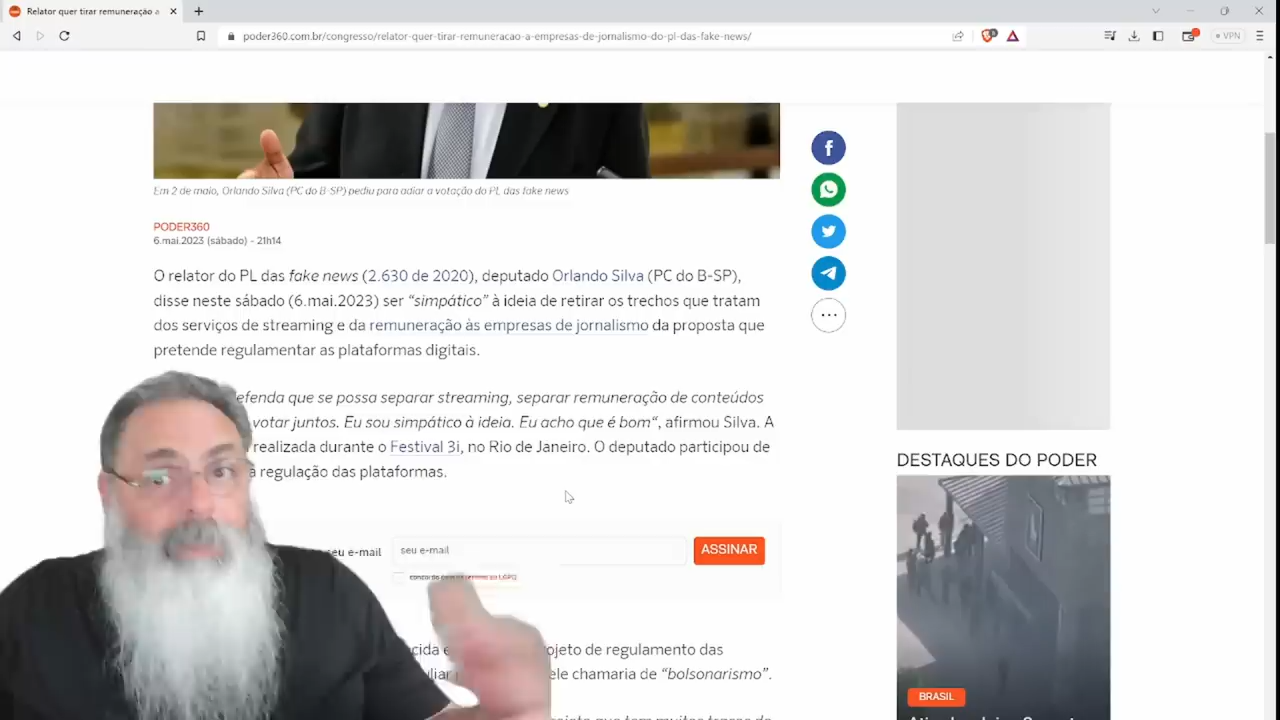 Relator quer tirar remuneração a
poder360.com.br/congresso/relator-quer-tirar-remuneracao-a-empresas-de-jornalismo-do-pl-das-fake-news/
VPN
Em 2 de maio, Orlando Silva (PC do B-SP) pediu para adiar a votação do PL das fake news
PODER360
6.mai.2023 (sábado) - 21h14
O relator do PL das fake news (2.630 de 2020), deputado Orlando Silva (PC do B-SP),
disse neste sábado (6.mai.2023) ser “simpático” à ideia de retirar os trechos que tratam
dos serviços de streaming e da remuneração às empresas de jornalismo da proposta que
pretende regulamentar as plataformas digitais.
efenda que se possa separar streaming, separar remuneração de conteúdos
votar juntos. Eu sou simpático à ideia. Eu acho que é bom“, afirmou Silva. A
realizada durante o Festival 3i, no Rio de Janeiro. O deputado participou de
a regulação das plataformas.
seu e-mail
seu e-mail
ASSINAR
ojeto de regulamento das
ele chamaria de “bolsonarismo”.
DESTAQUES DO PODER
BRASIL